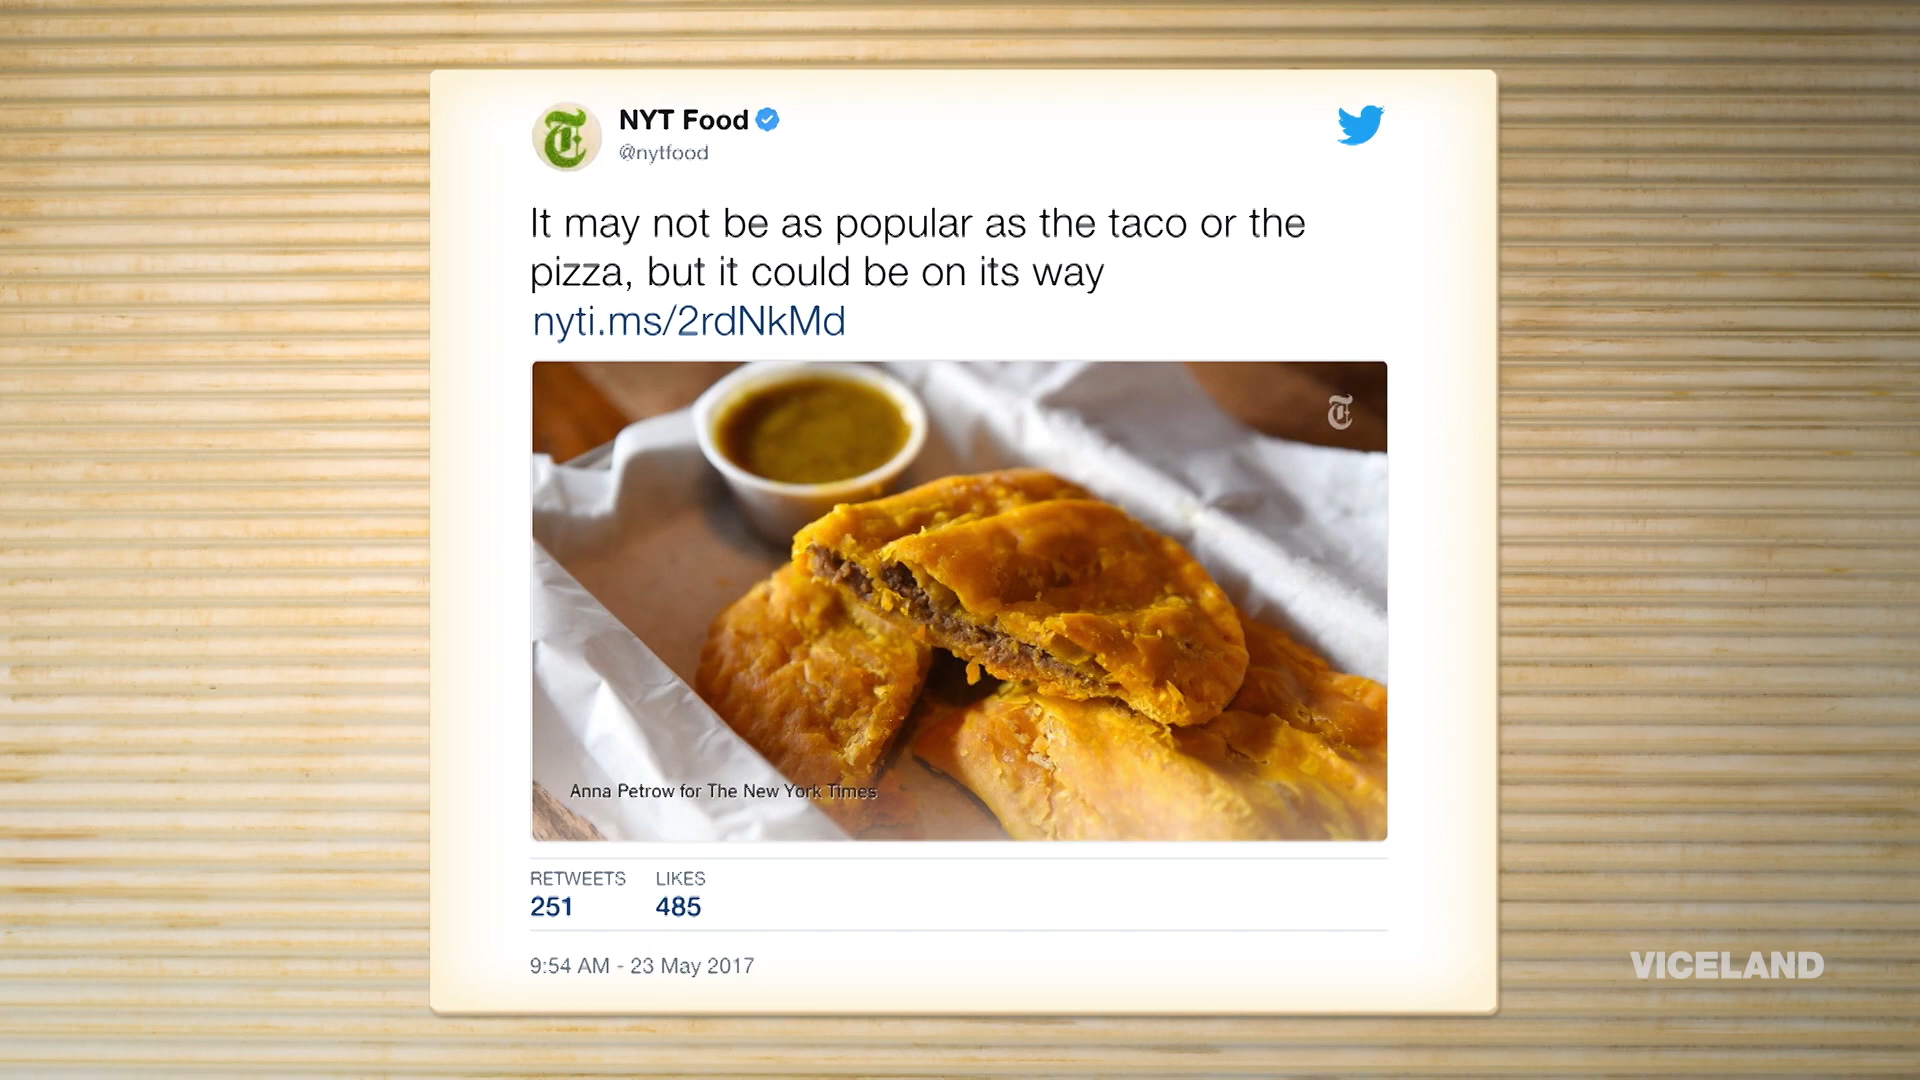 NYT Food
@nytfood
It may not be as popular as the taco or the
pizza, but it could be on its way
nyti.ms/2rdNkMd
Anna Petrow for The New York Times
RETWEETS LIKES
251 485
9:54 AM - 23 May 2017
VICELAND